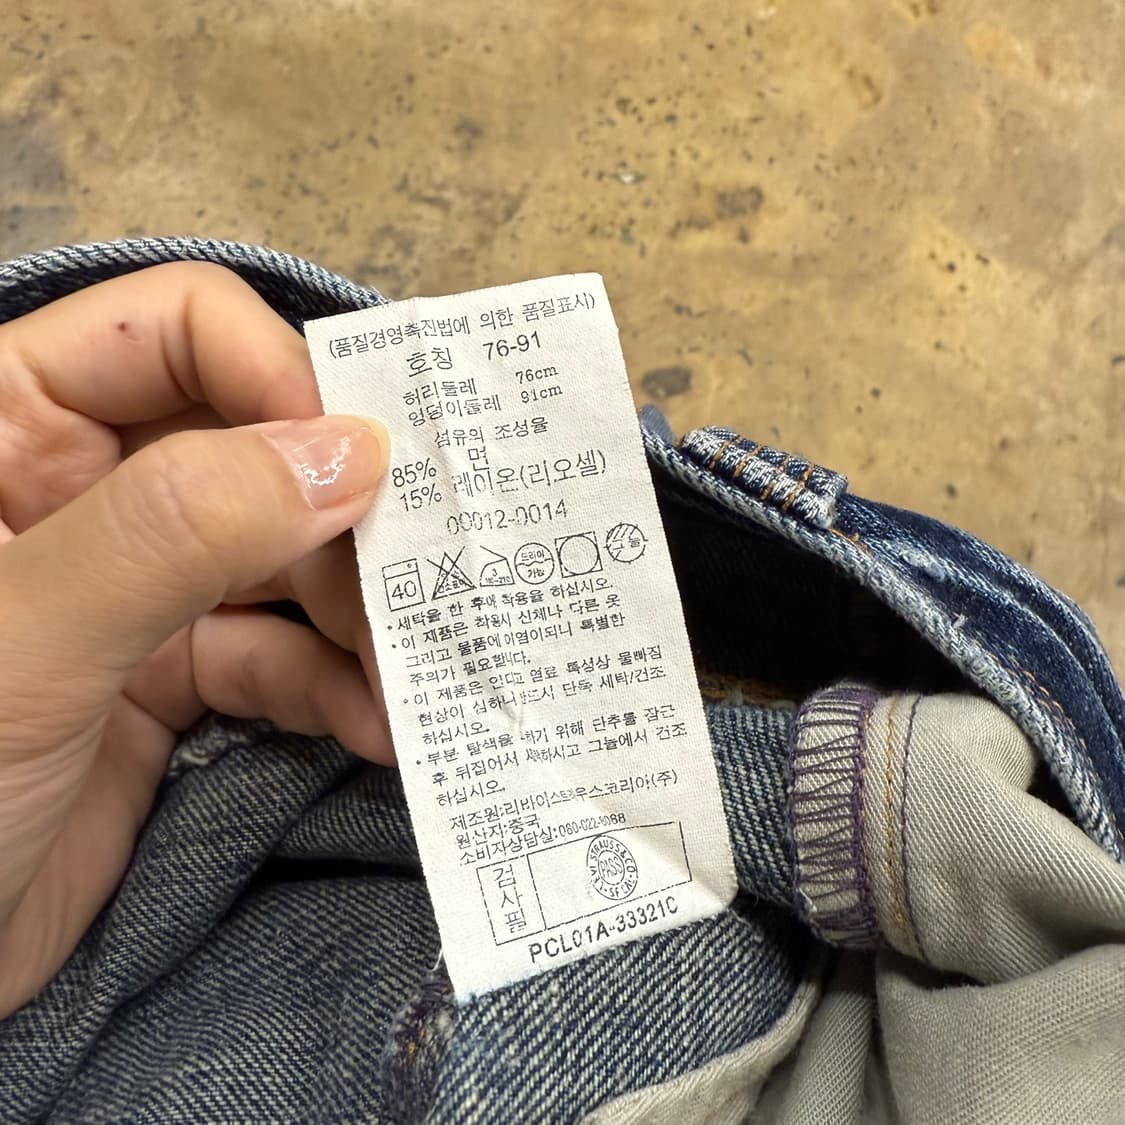 (품질경영촉진법에 의한 품질표시)
호칭 76-91
허리둘레 76cm
엉덩이둘레 91cm
섬유의 조성율
85% 면
15% 레이온(리오셀)
00012-0014
40 드라이 가능
• 세탁을 한 후에 착용을 하십시오.
• 이 제품은 착용시 신체나 다른 옷
그리고 물품에 이염이되니 특별한
주의가 필요합니다.
• 이 제품은 인디고 염료 특성상 물빠짐
현상이 심하니 반드시 단독 세탁/건조
하십시오.
• 부분 탈색을 위해 단추를 잠근
후 뒤집어서 하시고 그늘에서 건조
하십시오.
제조원:리바이스트라우스코리아(주)
원산지:중국
소비자상담실:080-022-
검사필
LEVI STRAUSS & CO. S.F. PASS
PCL01A-33321C